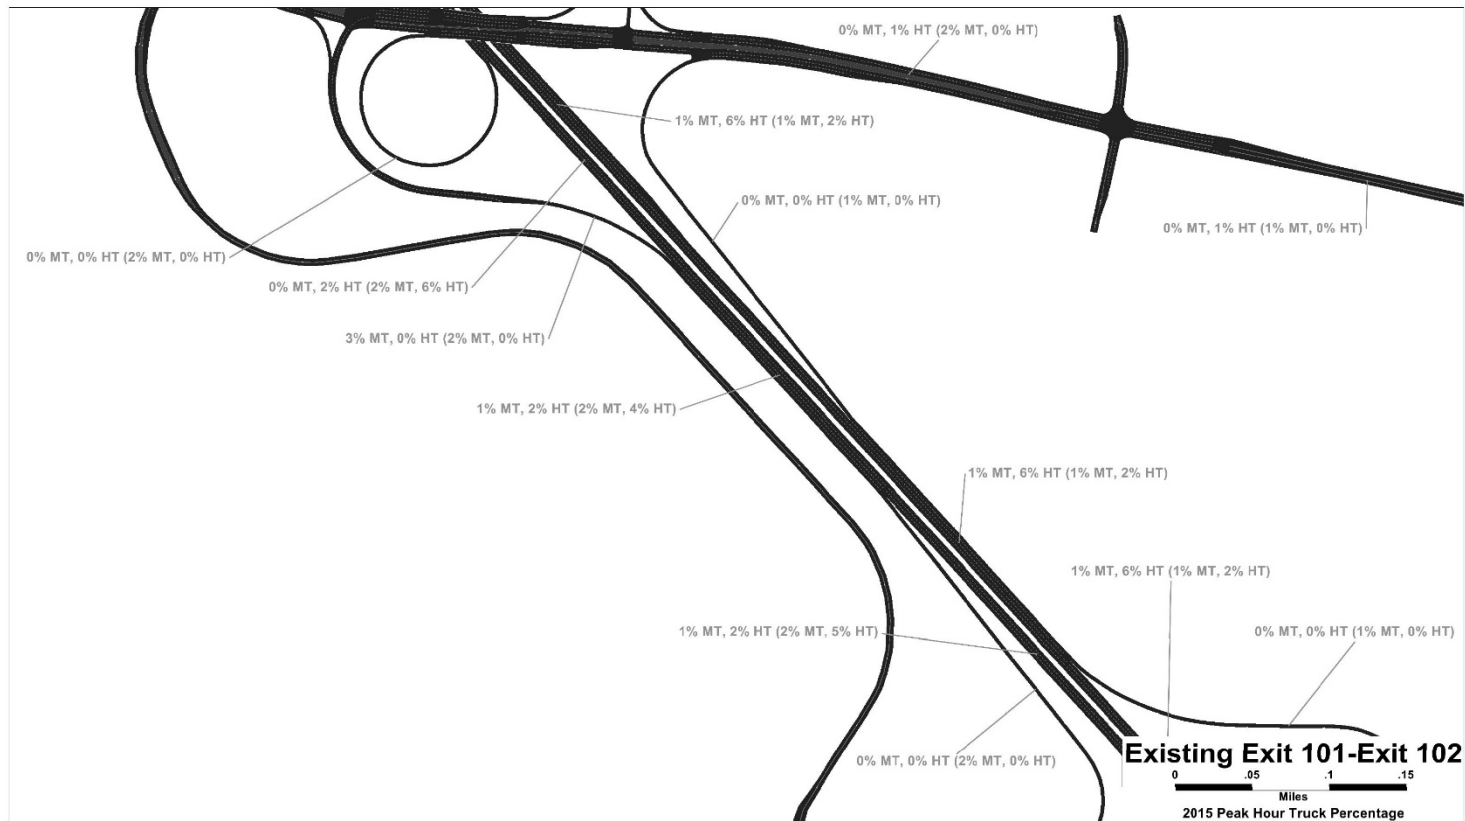 0% MT, 1% HT (2% MT, 0% HT)
1% MT, 6% HT (1% MT, 2% HT)
0% MT, 0% HT (1% MT, 0% HT)
0% MT, 1% HT (1% MT, 0% HT)
0% MT, 0% HT (2% MT, 0% HT)
0% MT, 2% HT (2% MT, 6% HT)
3% MT, 0% HT (2% MT, 0% HT)
1% MT, 2% HT (2% MT, 4% HT)
1% MT, 6% HT (1% MT, 2% HT)
1% MT, 6% HT (1% MT, 2% HT)
1% MT, 2% HT (2% MT, 5% HT)
0% MT, 0% HT (1% MT, 0% HT)
0% MT, 0% HT (2% MT, 0% HT)
Existing Exit 101-Exit 102
0 .05 .1 .15
Miles
2015 Peak Hour Truck Percentage